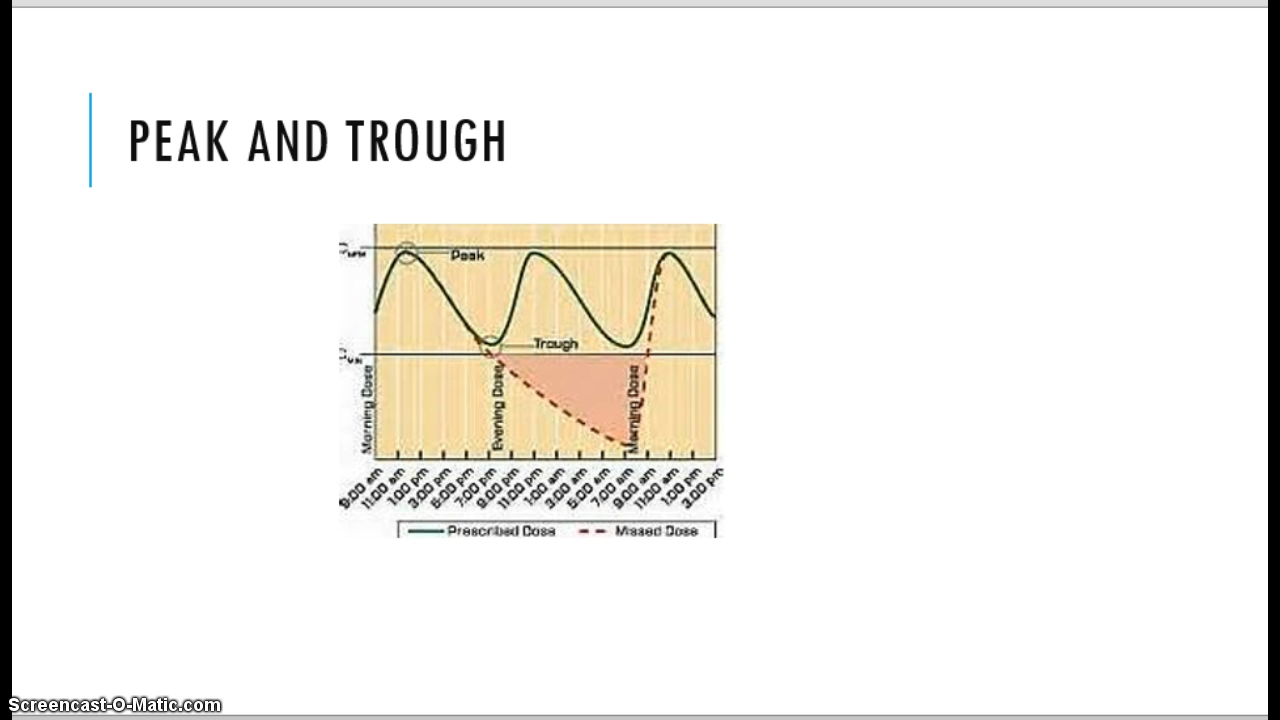 PEAK AND TROUGH
Peak
Trough
Morning Dose
Evening Dose
Morning Dose
9:00 am
11:00 am
1:00 pm
3:00 pm
5:00 pm
7:00 pm
9:00 pm
11:00 pm
1:00 am
3:00 am
5:00 am
7:00 am
9:00 am
11:00 am
1:00 pm
3:00 pm
Prescribed Dose
Missed Dose
Screencast-O-Matic.com